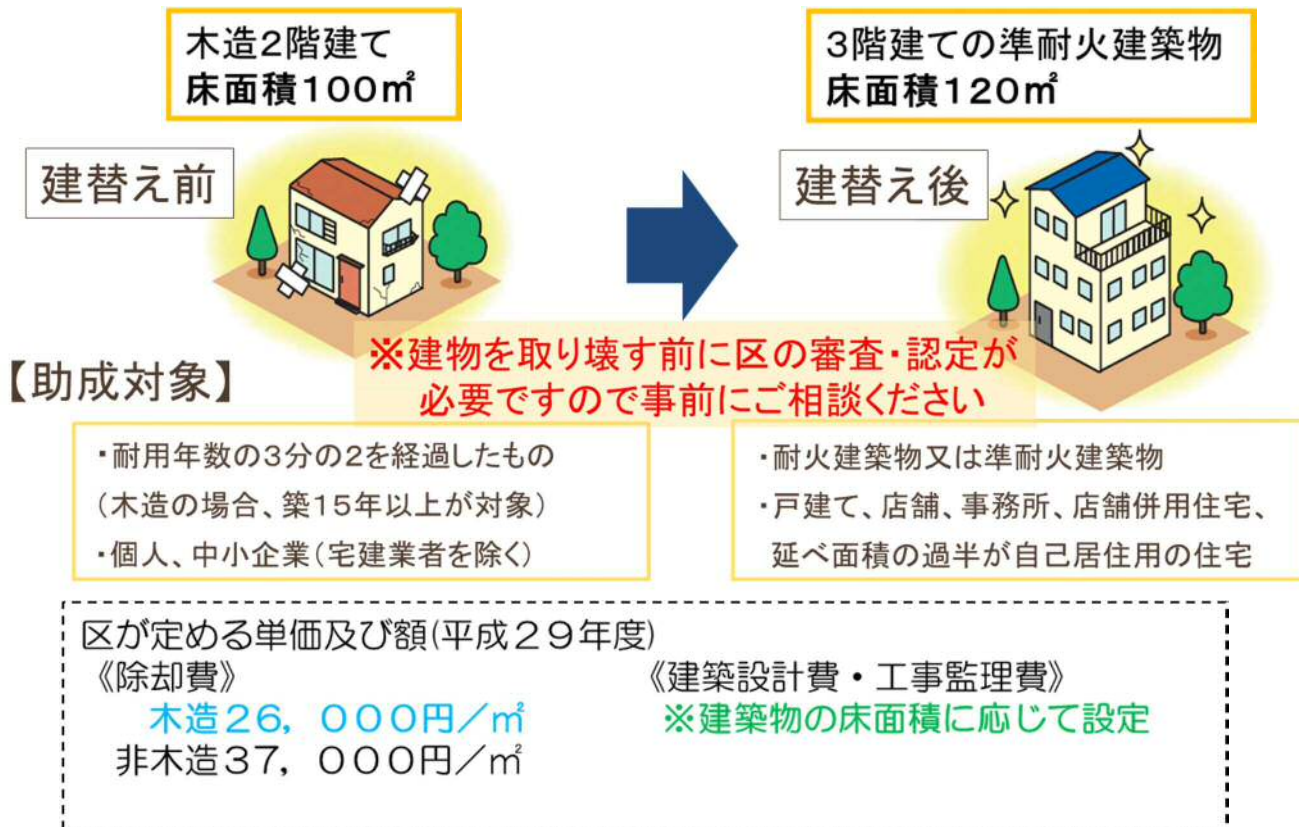 木造2階建て
床面積100㎡
3階建ての準耐火建築物
床面積120㎡
建替え前
建替え後
※建物を取り壊す前に区の審査・認定が
必要ですので事前にご相談ください
【助成対象】
・耐用年数の3分の2を経過したもの
(木造の場合、築15年以上が対象)
・個人、中小企業(宅建業者を除く)
・耐火建築物又は準耐火建築物
・戸建て、店舗、事務所、店舗併用住宅、
延べ面積の過半が自己居住用の住宅
区が定める単価及び額(平成29年度)
《除却費》
木造26,000円/㎡
非木造37,000円/㎡
《建築設計費・工事監理費》
※建築物の床面積に応じて設定